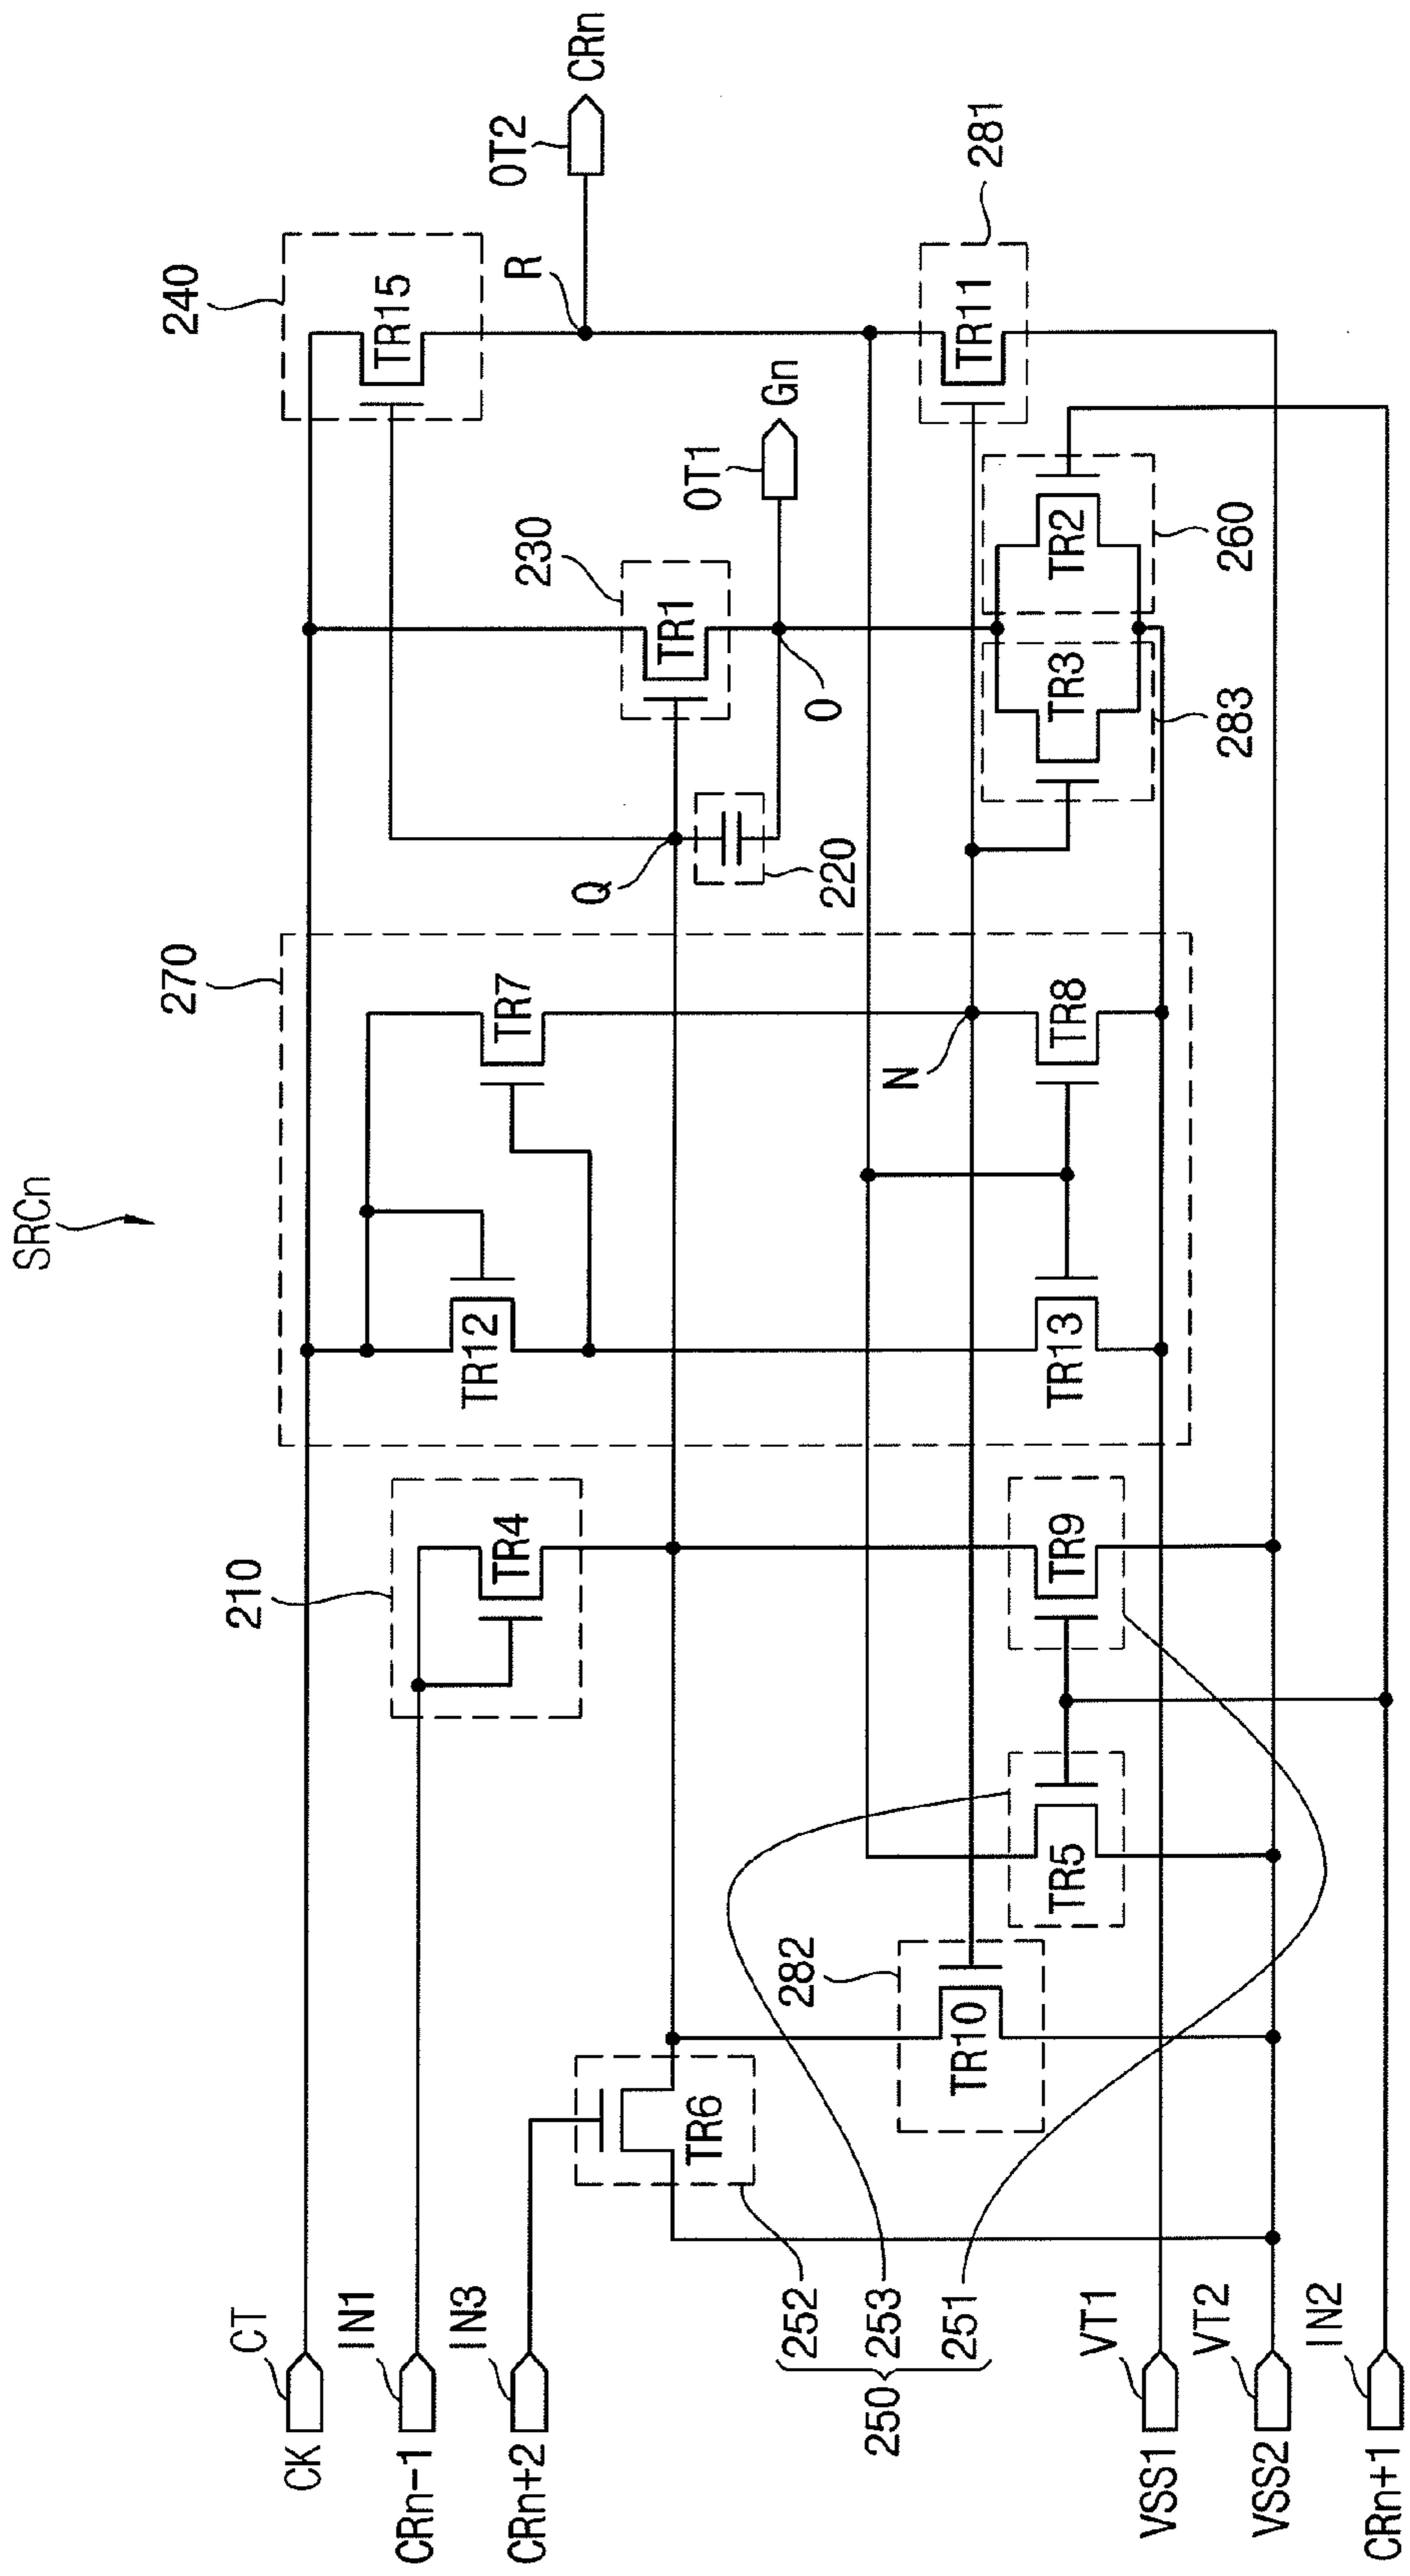 SRCn
270
240
210
230
CT
CK
IN1
CRn-1
IN3
CRn+2
TR12
TR7
TR4
TR15
TR1
TR6
Q
220
O
R
OT2
CRn
OT1
Gn
N
282
TR10
TR5
TR9
TR13
TR8
TR3
TR2
TR11
281
283
260
252
253
251
250
VT1
VSS1
VT2
VSS2
IN2
CRn+1